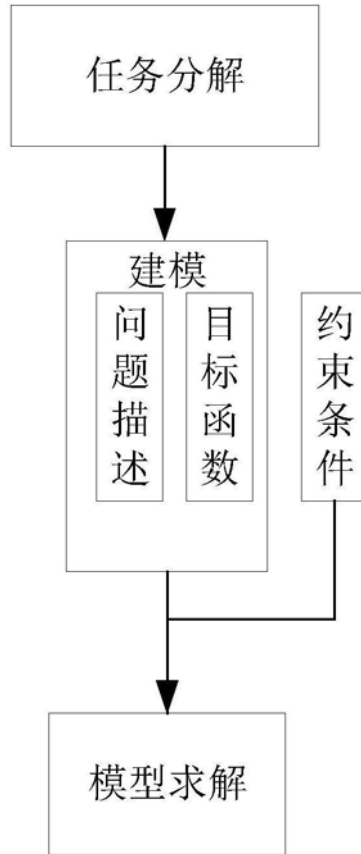 任务分解
建模
问题描述
目标函数
约束条件
模型求解